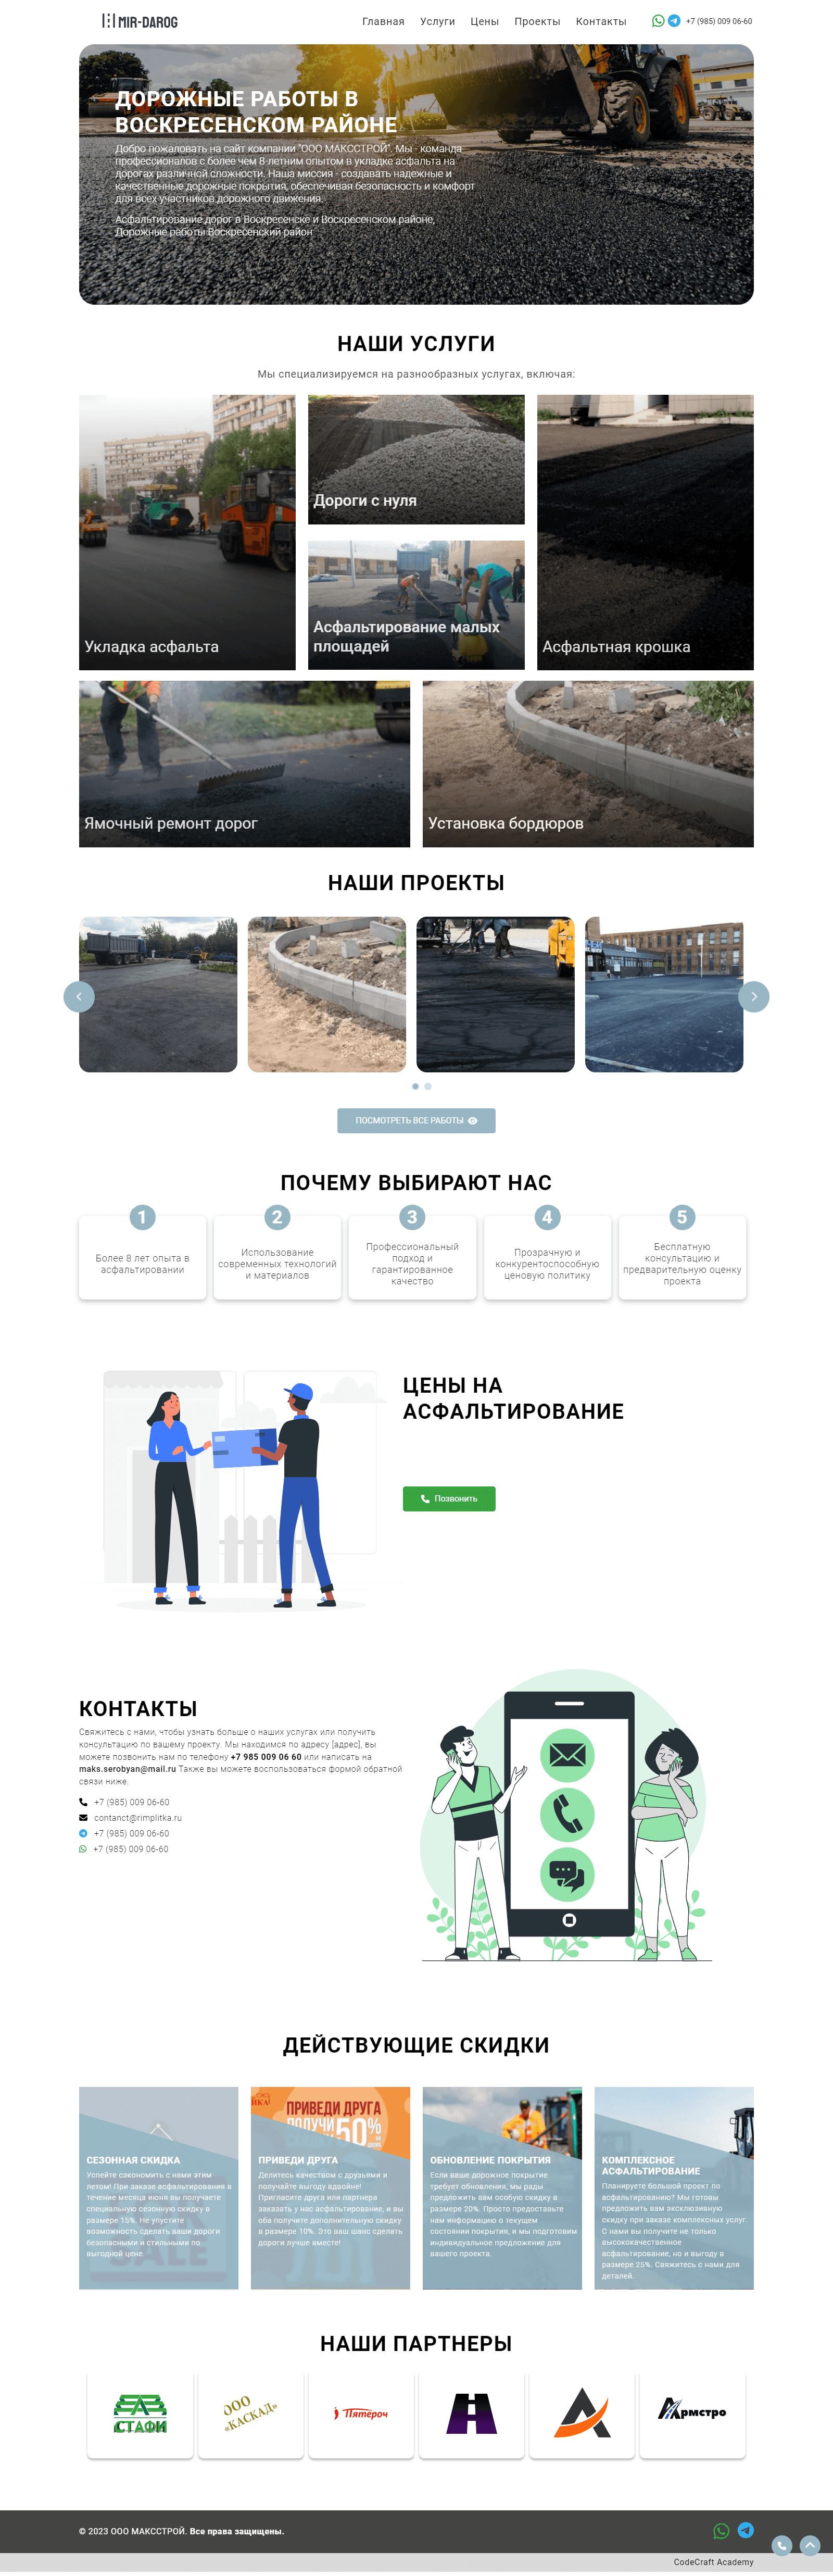 MIR-DAROG
Главная Услуги Цены Проекты Контакты
+7 (985) 009 06-60
ДОРОЖНЫЕ РАБОТЫ В
ВОСКРЕСЕНСКОМ РАЙОНЕ
Добро пожаловать на сайт компании "ООО МАКССТРОЙ". Мы - команда
профессионалов с более чем 8-летним опытом в укладке асфальта на
дорогах различной сложности. Наша миссия - создавать надежные и
качественные дорожные покрытия, обеспечивая безопасность и комфорт
для всех участников дорожного движения.
Асфальтирование дорог в Воскресенске и Воскресенском районе,
Дорожные работы Воскресенский район
НАШИ УСЛУГИ
Мы специализируемся на разнообразных услугах, включая:
Укладка асфальта
Дороги с нуля
Асфальтирование малых
площадей
Асфальтная крошка
Ямочный ремонт дорог
Установка бордюров
НАШИ ПРОЕКТЫ
ПОСМОТРЕТЬ ВСЕ РАБОТЫ
ПОЧЕМУ ВЫБИРАЮТ НАС
1
Более 8 лет опыта в
асфальтировании
2
Использование
современных технологий
и материалов
3
Профессиональный
подход и
гарантированное
качество
4
Прозрачную и
конкурентоспособную
ценовую политику
5
Бесплатную
консультацию и
предварительную оценку
проекта
ЦЕНЫ НА
АСФАЛЬТИРОВАНИЕ
Позвонить
КОНТАКТЫ
Свяжитесь с нами, чтобы узнать больше о наших услугах или получить
консультацию по вашему проекту. Мы находимся по адресу [адрес], вы
можете позвонить нам по телефону +7 985 009 06 60 или написать на
maks.serobyan@mail.ru Также вы можете воспользоваться формой обратной
связи ниже.
+7 (985) 009 06-60
contanct@rimplitka.ru
+7 (985) 009 06-60
+7 (985) 009 06-60
ДЕЙСТВУЮЩИЕ СКИДКИ
СЕЗОННАЯ СКИДКА
Успейте сэкономить с нами этим
летом! При заказе асфальтирования в
течение месяца июня вы получаете
специальную сезонную скидку в
размере 15%. Не упустите
возможность сделать ваши дороги
безопасными и стильными по
выгодной цене.
SALE
ПРИВЕДИ ДРУГА
ПОЛУЧИ 50%
ПРИВЕДИ ДРУГА
Делитесь качеством с друзьями и
получайте выгоду вдвойне!
Пригласите друга или партнера
заказать у нас асфальтирование, и вы
оба получите дополнительную скидку
в размере 10%. Это ваш шанс сделать
дороги лучше вместе!
ОБНОВЛЕНИЕ ПОКРЫТИЯ
Если ваше дорожное покрытие
требует обновления, мы рады
предложить вам особую скидку в
размере 20%. Просто предоставьте
нам информацию о текущем
состоянии покрытия, и мы подготовим
индивидуальное предложение для
вашего проекта.
КОМПЛЕКСНОЕ
АСФАЛЬТИРОВАНИЕ
Планируете большой проект по
асфальтированию? Мы готовы
предложить вам эксклюзивную
скидку при заказе комплексных услуг.
С нами вы получите не только
высококачественное
асфальтирование, но и выгоду в
размере 25%. Свяжитесь с нами для
деталей.
НАШИ ПАРТНЕРЫ
СТАФИ
ООО
«КАСКАД»
Пятёроч
Армстро
© 2023 ООО МАКССТРОЙ. Все права защищены.
CodeCraft Academy